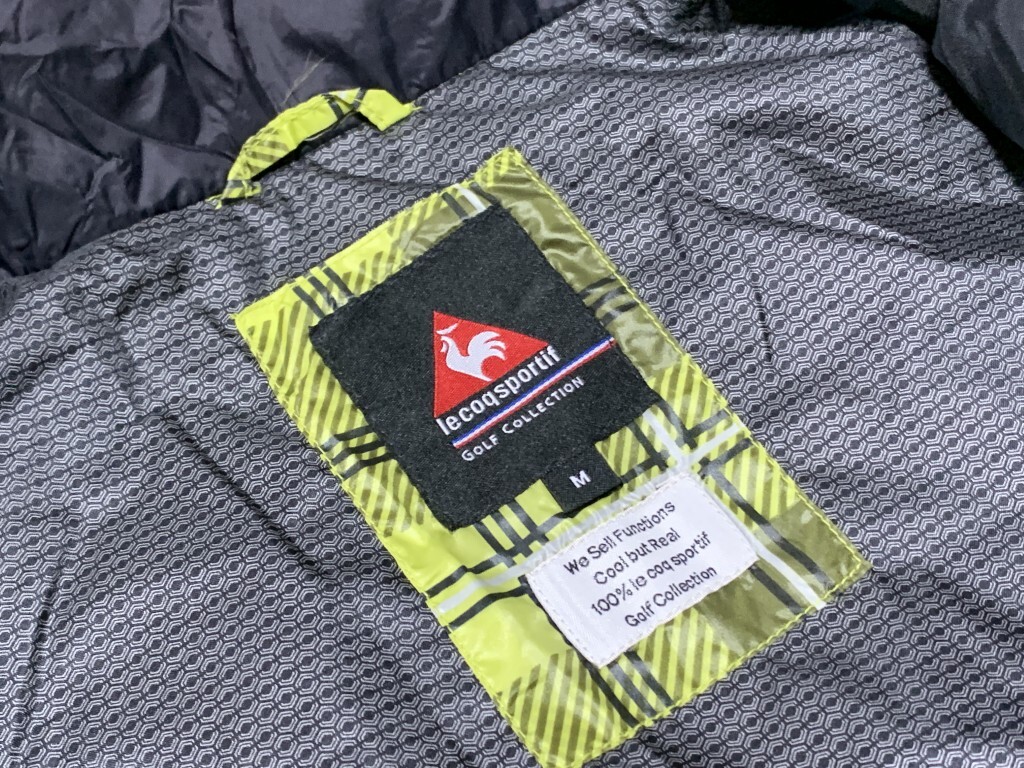 lecoqsportif
GOLF COLLECTION
M
We Sell Functions
Cool but Real
100% le coq sportif
Golf Collection